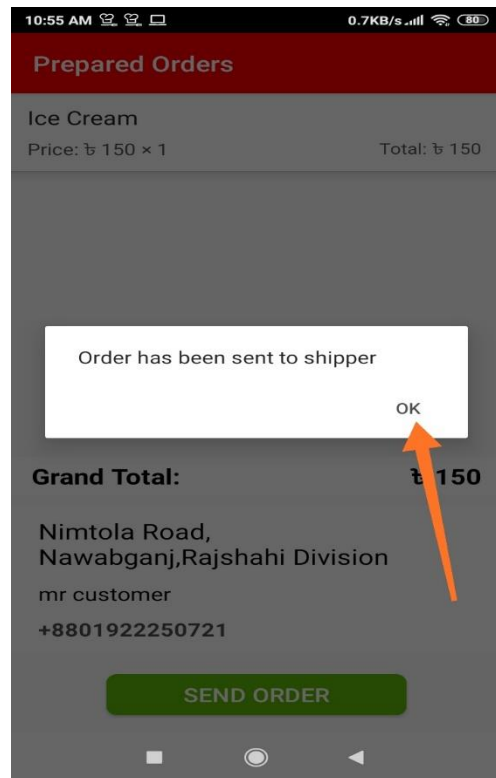 10:55 AM 0.7KB/s 80
Prepared Orders
Ice Cream
Price: ৳ 150 × 1 Total: ৳ 150
Order has been sent to shipper
OK
Grand Total: ৳ 150
Nimtola Road,
Nawabganj,Rajshahi Division
mr customer
+8801922250721
SEND ORDER